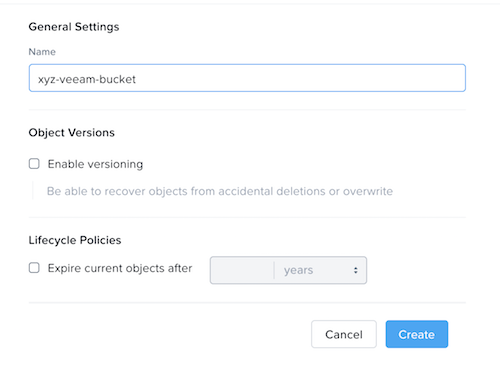 General Settings
Name
xyz-veeam-bucket
Object Versions
Enable versioning
Be able to recover objects from accidental deletions or overwrite
Lifecycle Policies
Expire current objects after years
Cancel Create